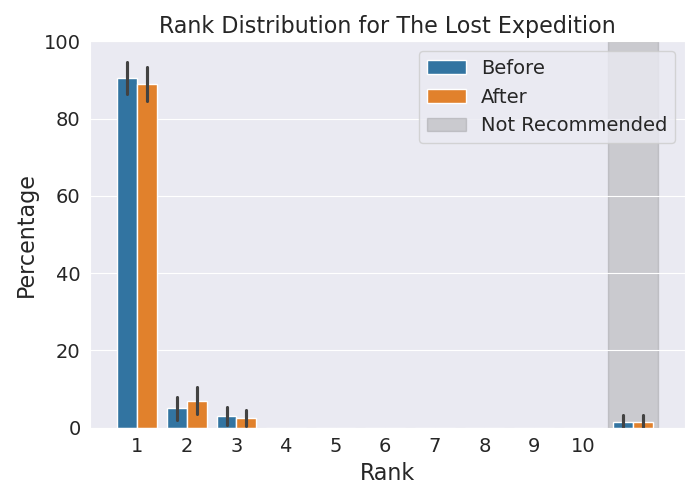 Rank Distribution for The Lost Expedition
100
80
60
40
20
0
Percentage
Before
After
Not Recommended
1 2 3 4 5 6 7 8 9 10
Rank